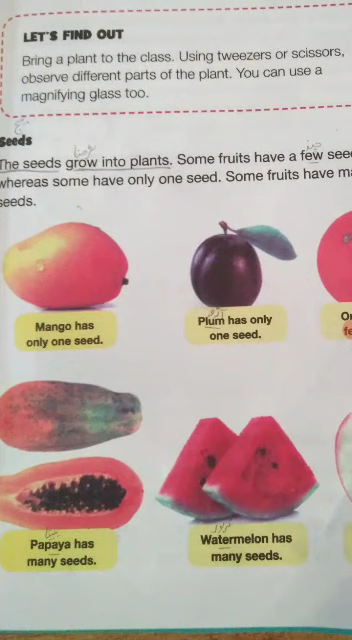 LET'S FIND OUT
Bring a plant to the class. Using tweezers or scissors,
observe different parts of the plant. You can use a
magnifying glass too.
Seeds
The seeds grow into plants. Some fruits have a few
whereas some have only one seed. Some fruits have
seeds.
Mango has
only one seed.
Plum has only
one seed.
Papaya has
many seeds.
Watermelon has
many seeds.